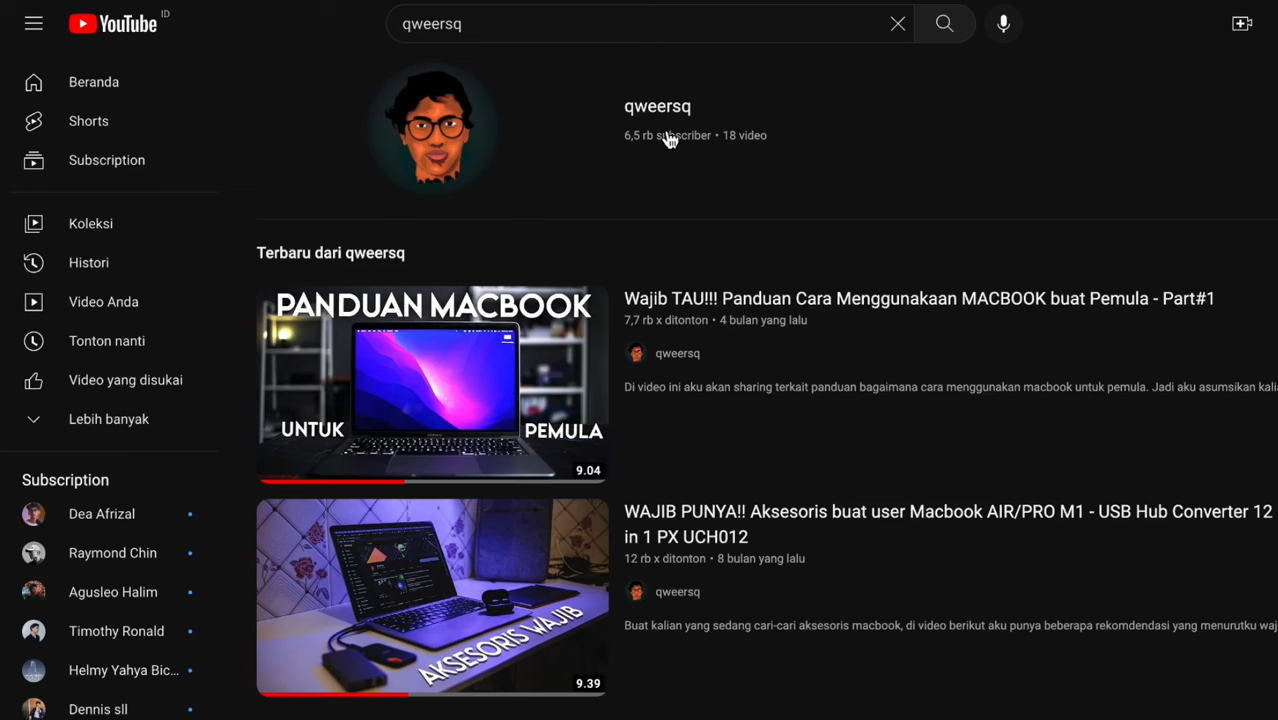 YouTube ID
qweersq
Beranda
Shorts
Subscription
Koleksi
Histori
Video Anda
Tonton nanti
Video yang disukai
Lebih banyak
Subscription
Dea Afrizal
Raymond Chin
Agusleo Halim
Timothy Ronald
Helmy Yahya Bic...
Dennis sll
qweersq
6,5 rb subscriber • 18 video
Terbaru dari qweersq
PANDUAN MACBOOK
UNTUK PEMULA
9.04
Wajib TAU!!! Panduan Cara Menggunakaan MACBOOK buat Pemula - Part#1
7,7 rb x ditonton • 4 bulan yang lalu
qweersq
Di video ini aku akan sharing terkait panduan bagaimana cara menggunakan macbook untuk pemula. Jadi aku asumsikan kalia
AKSESORIS WAJIB
9.39
WAJIB PUNYA!! Aksesoris buat user Macbook AIR/PRO M1 - USB Hub Converter 12
in 1 PX UCH012
12 rb x ditonton • 8 bulan yang lalu
qweersq
Buat kalian yang sedang cari-cari aksesoris macbook, di video berikut aku punya beberapa rekomdendasi yang menurutku waj